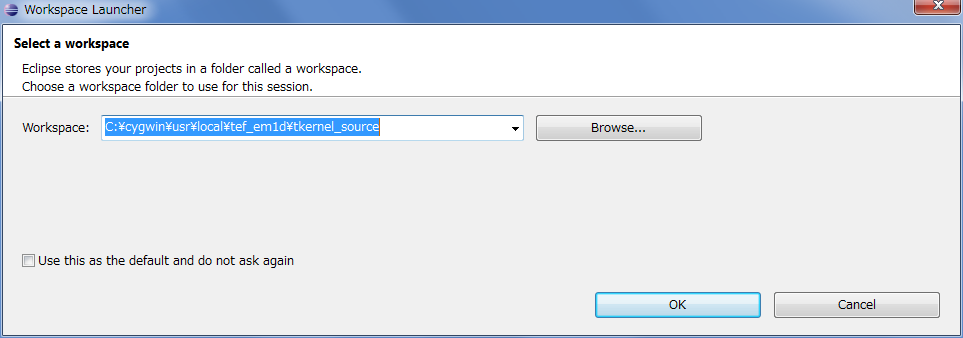 Workspace Launcher
Select a workspace
Eclipse stores your projects in a folder called a workspace.
Choose a workspace folder to use for this session.
Workspace: C:¥cygwin¥usr¥local¥tef_em1d¥tkernel_source Browse...
Use this as the default and do not ask again
OK Cancel